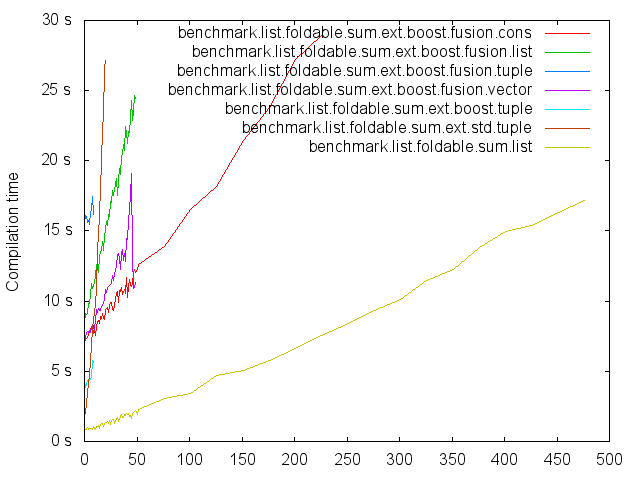 30 s
benchmark.list.foldable.sum.ext.boost.fusion.cons
benchmark.list.foldable.sum.ext.boost.fusion.list
benchmark.list.foldable.sum.ext.boost.fusion.tuple
25 s
benchmark.list.foldable.sum.ext.boost.fusion.vector
benchmark.list.foldable.sum.ext.boost.tuple
benchmark.list.foldable.sum.ext.std.tuple
benchmark.list.foldable.sum.list
20 s
15 s
10 s
5 s
0 s
Compilation time
0 50 100 150 200 250 300 350 400 450 500